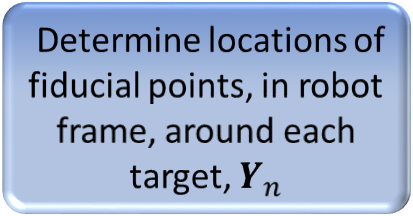 Determine locations of
fiducial points, in robot
frame, around each
target, Yₙ